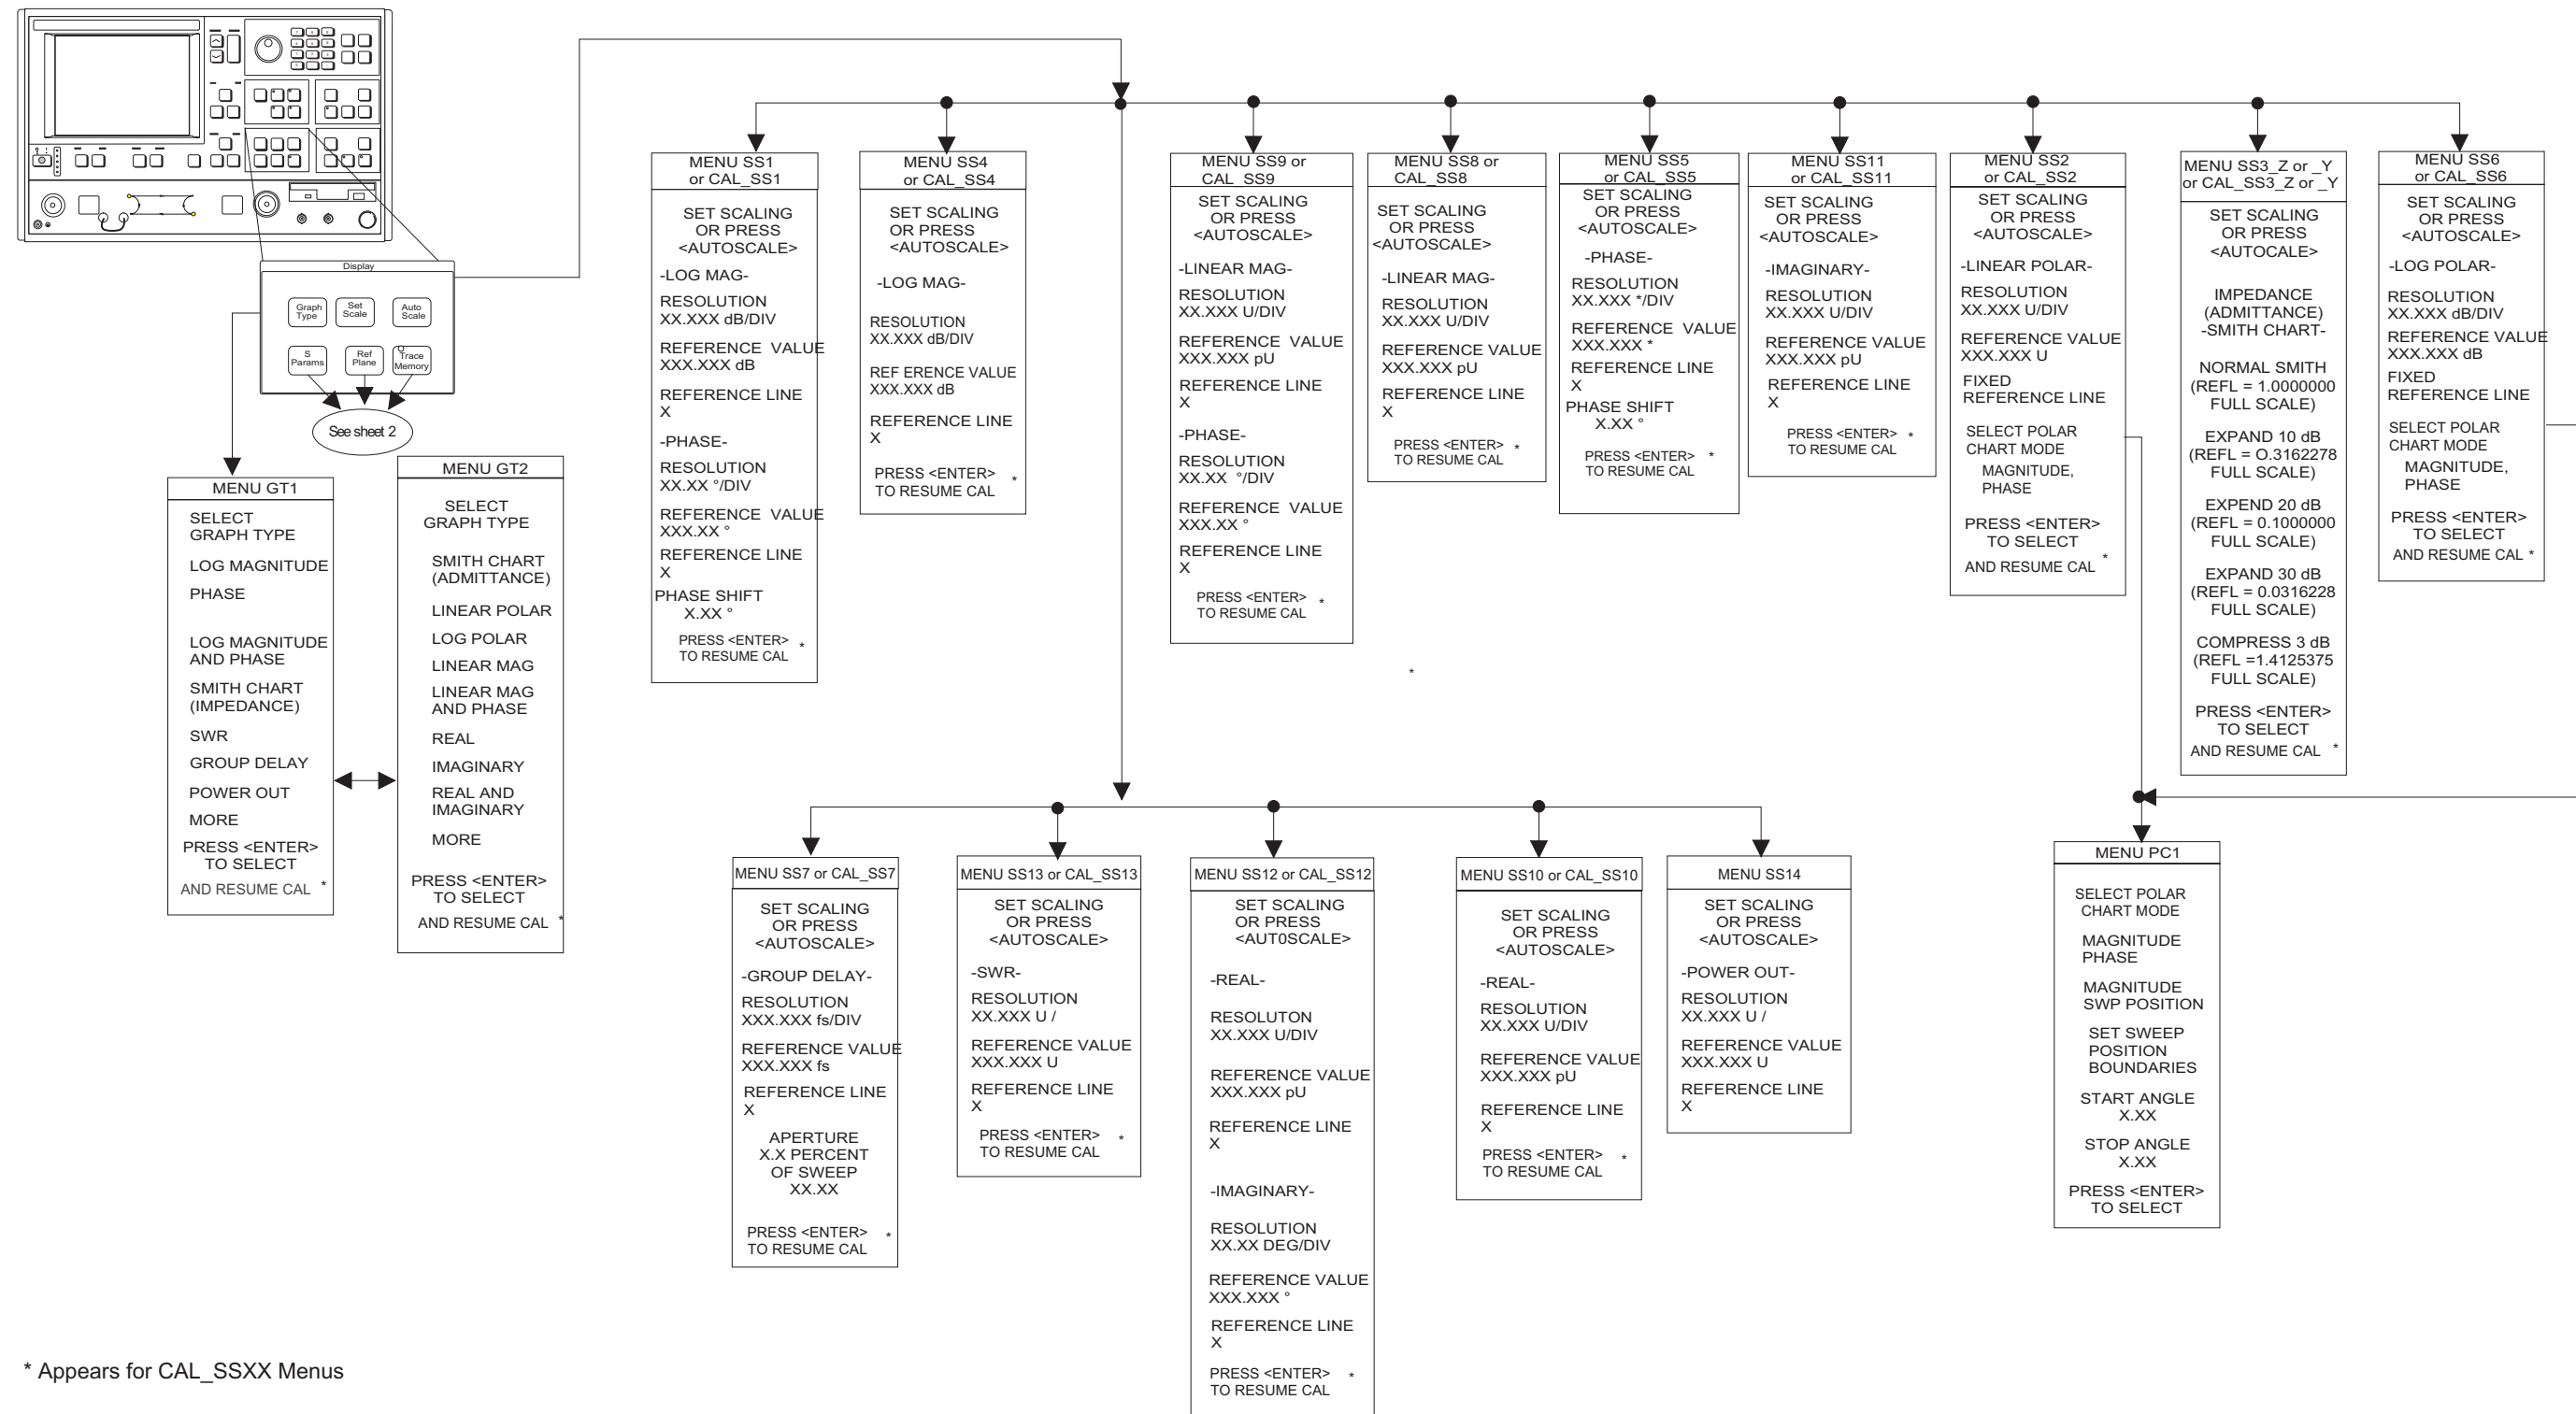 Display
Graph
Type
Set
Scale
Auto
Scale
S
Params
Ref
Plane
Trace
Memory
See sheet 2
MENU GT1
SELECT
GRAPH TYPE
LOG MAGNITUDE
PHASE
LOG MAGNITUDE
AND PHASE
SMITH CHART
(IMPEDANCE)
SWR
GROUP DELAY
POWER OUT
MORE
PRESS <ENTER>
TO SELECT
AND RESUME CAL *
MENU GT2
SELECT
GRAPH TYPE
SMITH CHART
(ADMITTANCE)
LINEAR POLAR
LOG POLAR
LINEAR MAG
LINEAR MAG
AND PHASE
REAL
IMAGINARY
REAL AND
IMAGINARY
MORE
PRESS <ENTER>
TO SELECT
AND RESUME CAL *
MENU SS1
or CAL_SS1
SET SCALING
OR PRESS
<AUTOSCALE>
-LOG MAG-
RESOLUTION
XX.XXX dB/DIV
REFERENCE VALUE
XXX.XXX dB
REFERENCE LINE
X
-PHASE-
RESOLUTION
XX.XX °/DIV
REFERENCE VALUE
XXX.XX °
REFERENCE LINE
X
PHASE SHIFT
X.XX °
PRESS <ENTER> *
TO RESUME CAL
MENU SS4
or CAL_SS4
SET SCALING
OR PRESS
<AUTOSCALE>
-LOG MAG-
RESOLUTION
XX.XXX dB/DIV
REF ERENCE VALUE
XXX.XXX dB
REFERENCE LINE
X
PRESS <ENTER> *
TO RESUME CAL
MENU SS9 or
CAL_SS9
SET SCALING
OR PRESS
<AUTOSCALE>
-LINEAR MAG-
RESOLUTION
XX.XXX U/DIV
REFERENCE VALUE
XXX.XXX pU
REFERENCE LINE
X
-PHASE-
RESOLUTION
XX.XX °/DIV
REFERENCE VALUE
XXX.XX °
REFERENCE LINE
X
PRESS <ENTER> *
TO RESUME CAL
MENU SS8 or
CAL_SS8
SET SCALING
OR PRESS
<AUTOSCALE>
-LINEAR MAG-
RESOLUTION
XX.XXX U/DIV
REFERENCE VALUE
XXX.XXX pU
REFERENCE LINE
X
PRESS <ENTER> *
TO RESUME CAL
*
MENU SS5
or CAL_SS5
SET SCALING
OR PRESS
<AUTOSCALE>
-PHASE-
RESOLUTION
XX.XXX */DIV
REFERENCE VALUE
XXX.XXX *
REFERENCE LINE
X
PHASE SHIFT
X.XX °
PRESS <ENTER> *
TO RESUME CAL
MENU SS11
or CAL_SS11
SET SCALING
OR PRESS
<AUTOSCALE>
-IMAGINARY-
RESOLUTION
XX.XXX U/DIV
REFERENCE VALUE
XXX.XXX pU
REFERENCE LINE
X
PRESS <ENTER> *
TO RESUME CAL
MENU SS2
or CAL_SS2
SET SCALING
OR PRESS
<AUTOSCALE>
-LINEAR POLAR-
RESOLUTION
XX.XXX U/DIV
REFERENCE VALUE
XXX.XXX U
FIXED
REFERENCE LINE
SELECT POLAR
CHART MODE
MAGNITUDE,
PHASE
PRESS <ENTER>
TO SELECT
AND RESUME CAL *
MENU SS3_Z or _Y
or CAL_SS3_Z or _Y
SET SCALING
OR PRESS
<AUTOCALE>
IMPEDANCE
(ADMITTANCE)
-SMITH CHART-
NORMAL SMITH
(REFL = 1.0000000
FULL SCALE)
EXPAND 10 dB
(REFL = O.3162278
FULL SCALE)
EXPEND 20 dB
(REFL = 0.1000000
FULL SCALE)
EXPAND 30 dB
(REFL = 0.0316228
FULL SCALE)
COMPRESS 3 dB
(REFL =1.4125375
FULL SCALE)
PRESS <ENTER>
TO SELECT
AND RESUME CAL *
MENU SS6
or CAL_SS6
SET SCALING
OR PRESS
<AUTOSCALE>
-LOG POLAR-
RESOLUTION
XX.XXX dB/DIV
REFERENCE VALUE
XXX.XXX dB
FIXED
REFERENCE LINE
SELECT POLAR
CHART MODE
MAGNITUDE,
PHASE
PRESS <ENTER>
TO SELECT
AND RESUME CAL *
MENU SS7 or CAL_SS7
SET SCALING
OR PRESS
<AUTOSCALE>
-GROUP DELAY-
RESOLUTION
XXX.XXX fs/DIV
REFERENCE VALUE
XXX.XXX fs
REFERENCE LINE
X
APERTURE
X.X PERCENT
OF SWEEP
XX.XX
PRESS <ENTER> *
TO RESUME CAL
MENU SS13 or CAL_SS13
SET SCALING
OR PRESS
<AUTOSCALE>
-SWR-
RESOLUTION
XX.XXX U /
REFERENCE VALUE
XXX.XXX U
REFERENCE LINE
X
PRESS <ENTER> *
TO RESUME CAL
MENU SS12 or CAL_SS12
SET SCALING
OR PRESS
<AUT0SCALE>
-REAL-
RESOLUTON
XX.XXX U/DIV
REFERENCE VALUE
XXX.XXX pU
REFERENCE LINE
X
-IMAGINARY-
RESOLUTION
XX.XX DEG/DIV
REFERENCE VALUE
XXX.XXX °
REFERENCE LINE
X
PRESS <ENTER> *
TO RESUME CAL
MENU SS10 or CAL_SS10
SET SCALING
OR PRESS
<AUTOSCALE>
-REAL-
RESOLUTION
XX.XXX U/DIV
REFERENCE VALUE
XXX.XXX pU
REFERENCE LINE
X
PRESS <ENTER> *
TO RESUME CAL
MENU SS14
SET SCALING
OR PRESS
<AUTOSCALE>
-POWER OUT-
RESOLUTION
XX.XXX U /
REFERENCE VALUE
XXX.XXX U
REFERENCE LINE
X
MENU PC1
SELECT POLAR
CHART MODE
MAGNITUDE
PHASE
MAGNITUDE
SWP POSITION
SET SWEEP
POSITION
BOUNDARIES
START ANGLE
X.XX
STOP ANGLE
X.XX
PRESS <ENTER>
TO SELECT
* Appears for CAL_SSXX Menus